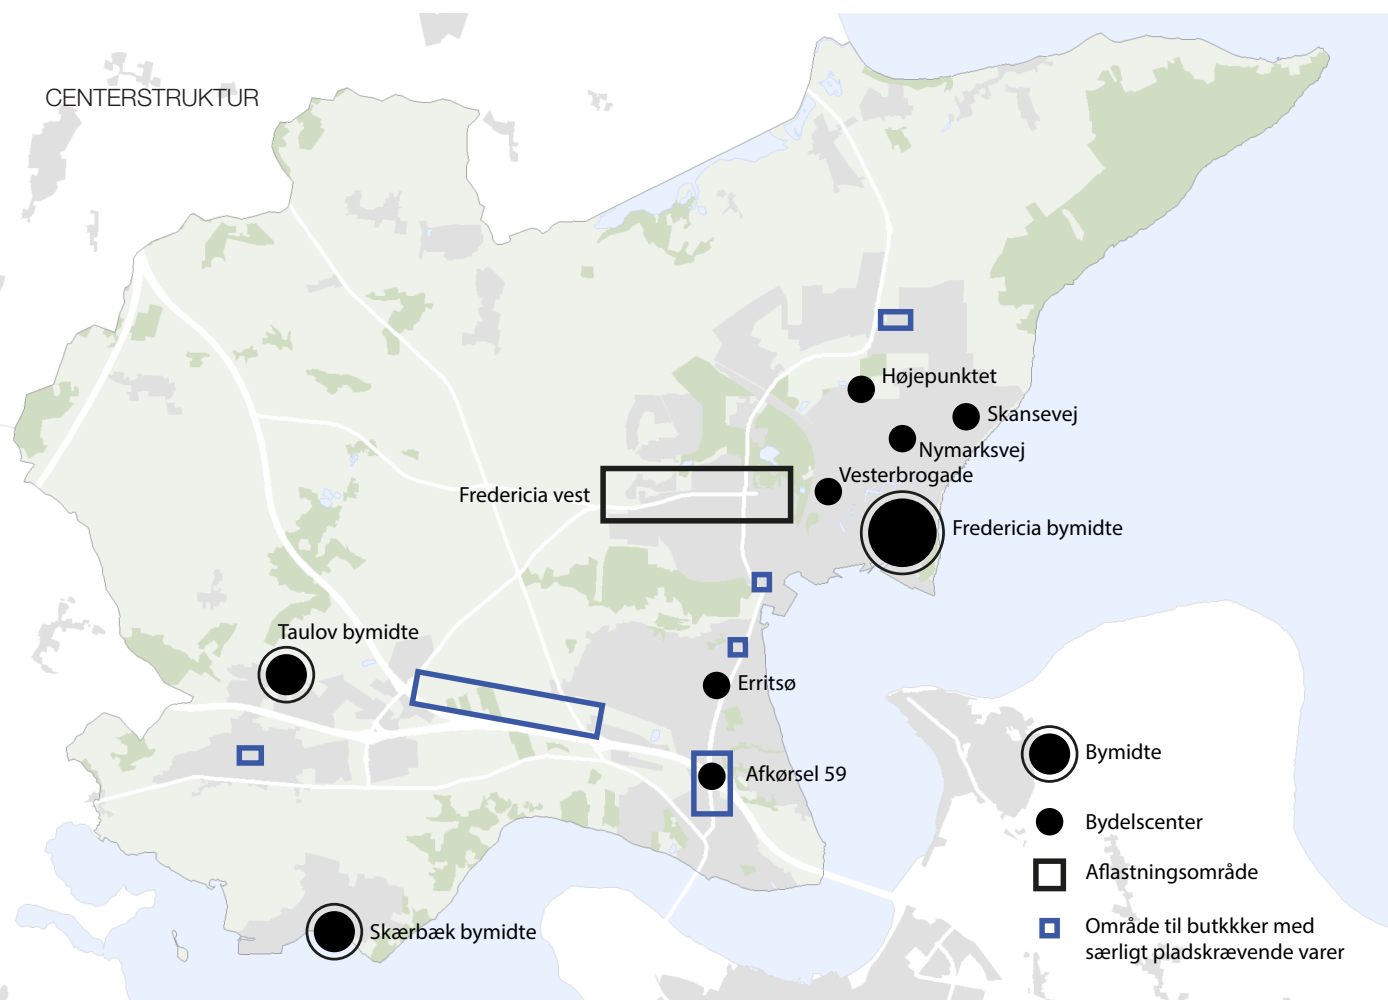 CENTERSTRUKTUR
Højepunktet
Skansevej
Nymarksvej
Vesterbrogade
Fredericia vest
Fredericia bymidte
Taulov bymidte
Erritsø
Afkørsel 59
Skærbæk bymidte
Bymidte
Bydelscenter
Aflastningsområde
Område til butkkker med
særligt pladskrævende varer